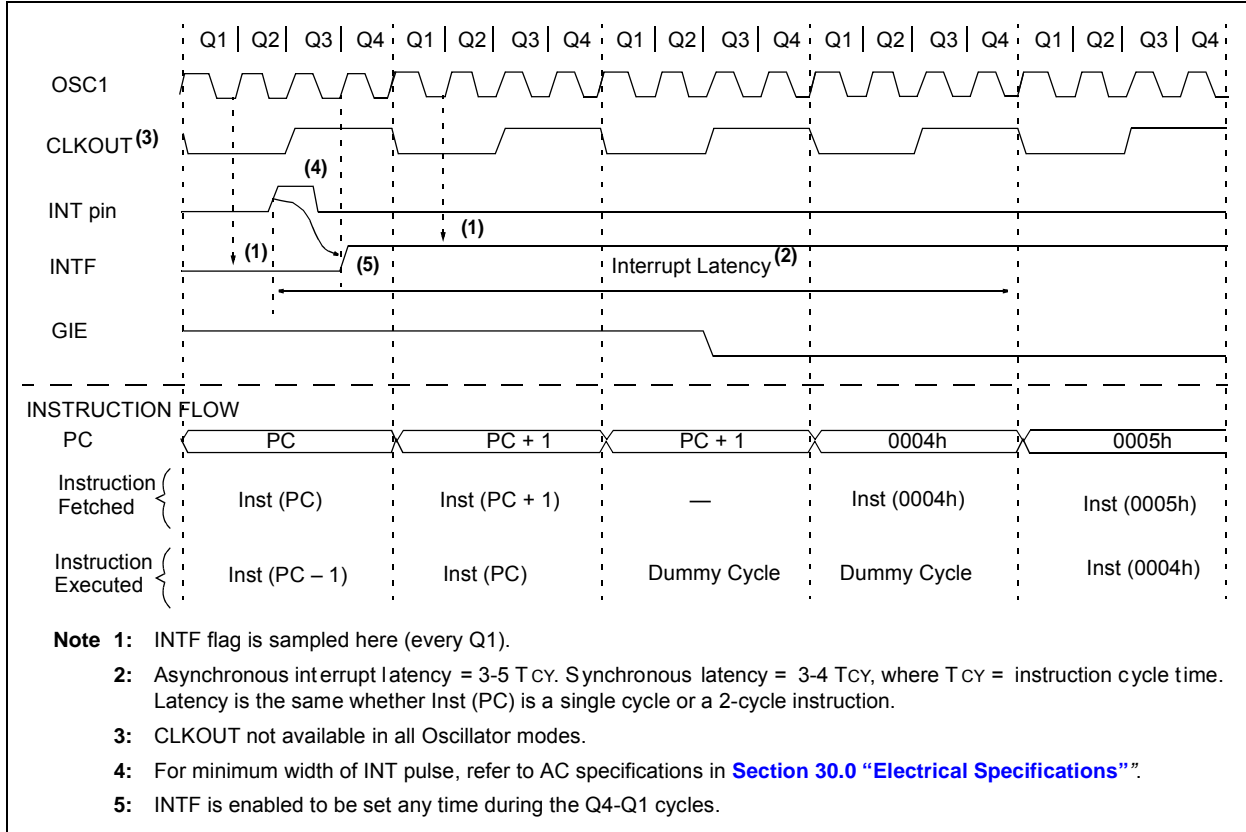 Q1 Q2 Q3 Q4 Q1 Q2 Q3 Q4 Q1 Q2 Q3 Q4 Q1 Q2 Q3 Q4 Q1 Q2 Q3 Q4
OSC1
CLKOUT (3)
(4)
INT pin
(1)
(1)
INTF
(5)
Interrupt Latency (2)
GIE
INSTRUCTION FLOW
PC PC PC + 1 PC + 1 0004h 0005h
Instruction
Fetched
Inst (PC) Inst (PC + 1) — Inst (0004h) Inst (0005h)
Instruction
Executed
Inst (PC – 1) Inst (PC) Dummy Cycle Dummy Cycle Inst (0004h)
Note 1: INTF flag is sampled here (every Q1).
2: Asynchronous interrupt latency = 3-5 TCY. Synchronous latency = 3-4 TCY, where TCY = instruction cycle time.
Latency is the same whether Inst (PC) is a single cycle or a 2-cycle instruction.
3: CLKOUT not available in all Oscillator modes.
4: For minimum width of INT pulse, refer to AC specifications in Section 30.0 “Electrical Specifications””.
5: INTF is enabled to be set any time during the Q4-Q1 cycles.